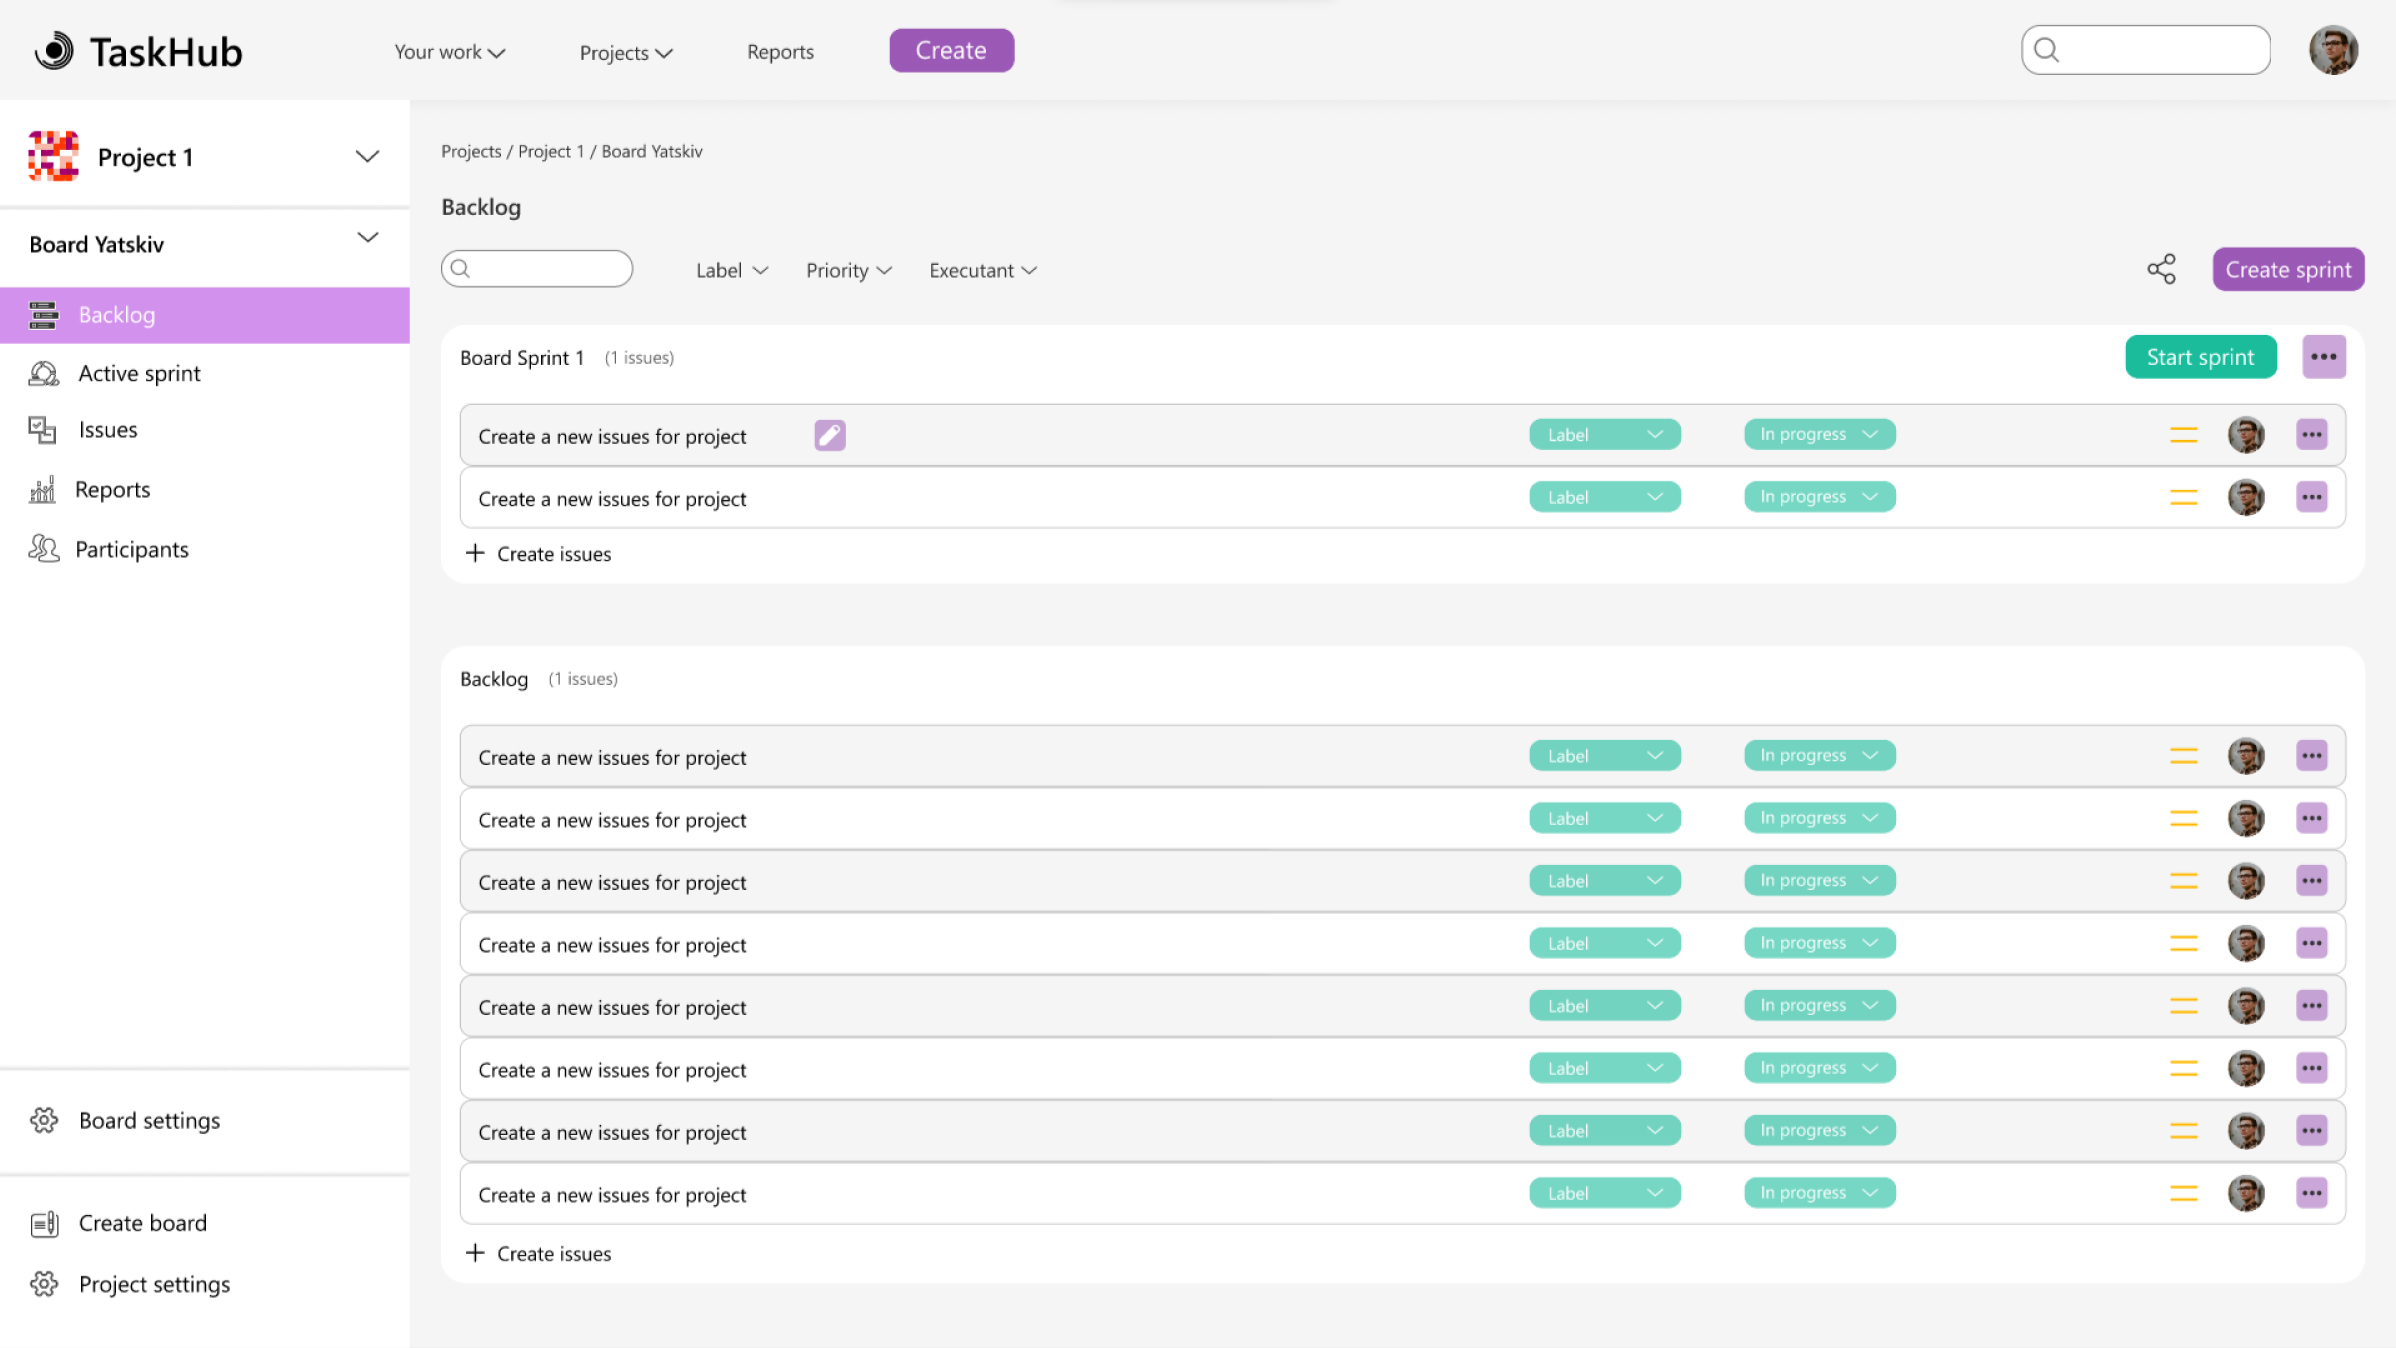 TaskHub
Your work
Projects
Reports
Create
Project 1
Board Yatskiv
Backlog
Active sprint
Issues
Reports
Participants
Board settings
Create board
Project settings
Projects / Project 1 / Board Yatskiv
Backlog
Label
Priority
Executant
Create sprint
Board Sprint 1 (1 issues)
Start sprint
Create a new issues for project Label In progress
Create a new issues for project Label In progress
Create issues
Backlog (1 issues)
Create a new issues for project Label In progress
Create a new issues for project Label In progress
Create a new issues for project Label In progress
Create a new issues for project Label In progress
Create a new issues for project Label In progress
Create a new issues for project Label In progress
Create a new issues for project Label In progress
Create a new issues for project Label In progress
Create issues